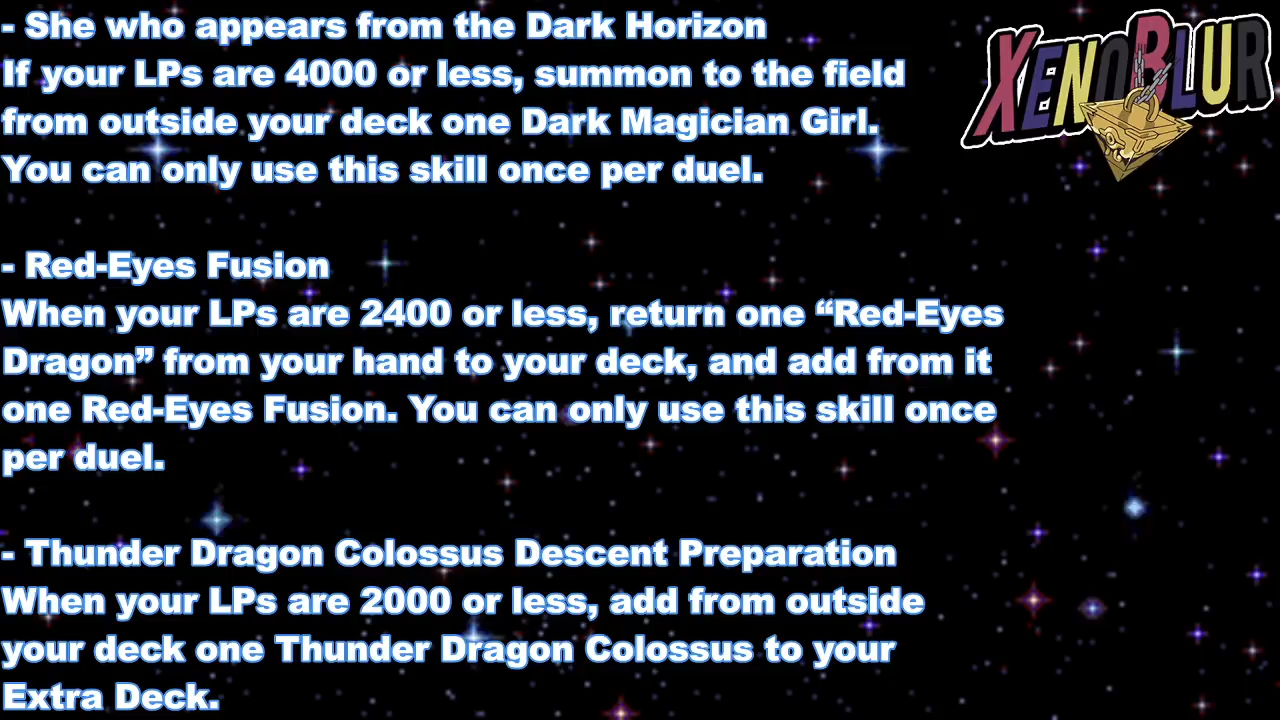 - She who appears from the Dark Horizon
If your LPs are 4000 or less, summon to the field
from outside your deck one Dark Magician Girl.
You can only use this skill once per duel.
- Red-Eyes Fusion
When your LPs are 2400 or less, return one “Red-Eyes
Dragon” from your hand to your deck, and add from it
one Red-Eyes Fusion. You can only use this skill once
per duel.
- Thunder Dragon Colossus Descent Preparation
When your LPs are 2000 or less, add from outside
your deck one Thunder Dragon Colossus to your
Extra Deck.
XENOBLUR